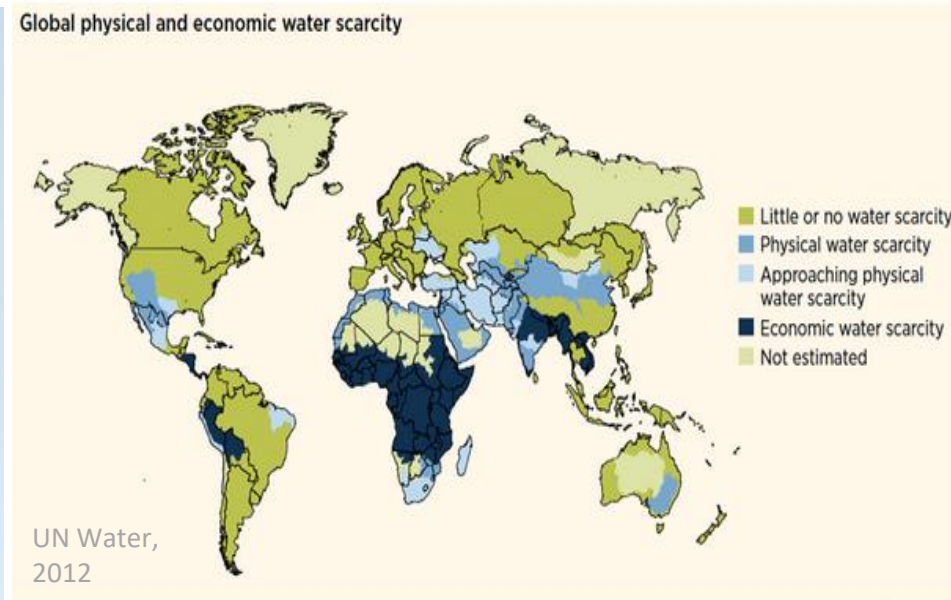 Global physical and economic water scarcity
Little or no water scarcity
Physical water scarcity
Approaching physical
water scarcity
Economic water scarcity
Not estimated
UN Water,
2012